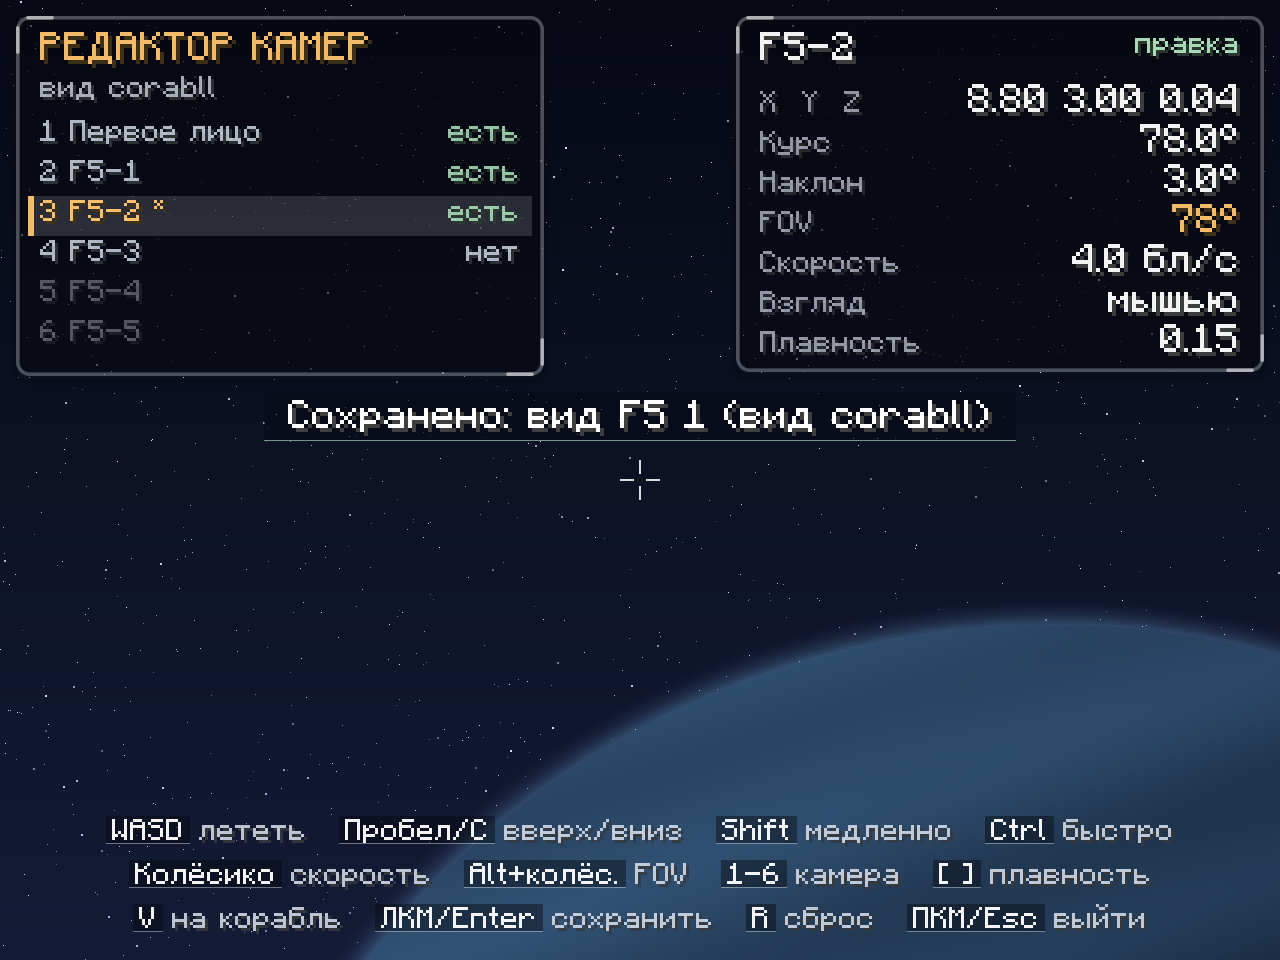 РЕДАКТОР КАМЕР
вид corabll
1 Первое лицо есть
2 F5-1 есть
3 F5-2 × есть
4 F5-3 нет
5 F5-4
6 F5-5
F5-2 правка
X Y Z 8.80 3.00 0.04
Курс 78.0°
Наклон 3.0°
FOV 78°
Скорость 4.0 бл/с
Взгляд мышью
Плавность 0.15
Сохранено: вид F5 1 (вид corabll)
WASD лететь Пробел/C вверх/вниз Shift медленно Ctrl быстро
Колёсико скорость Alt+колёс. FOV 1-6 камера [ ] плавность
V на корабль ЛКМ/Enter сохранить R сброс ПКМ/Esc выйти